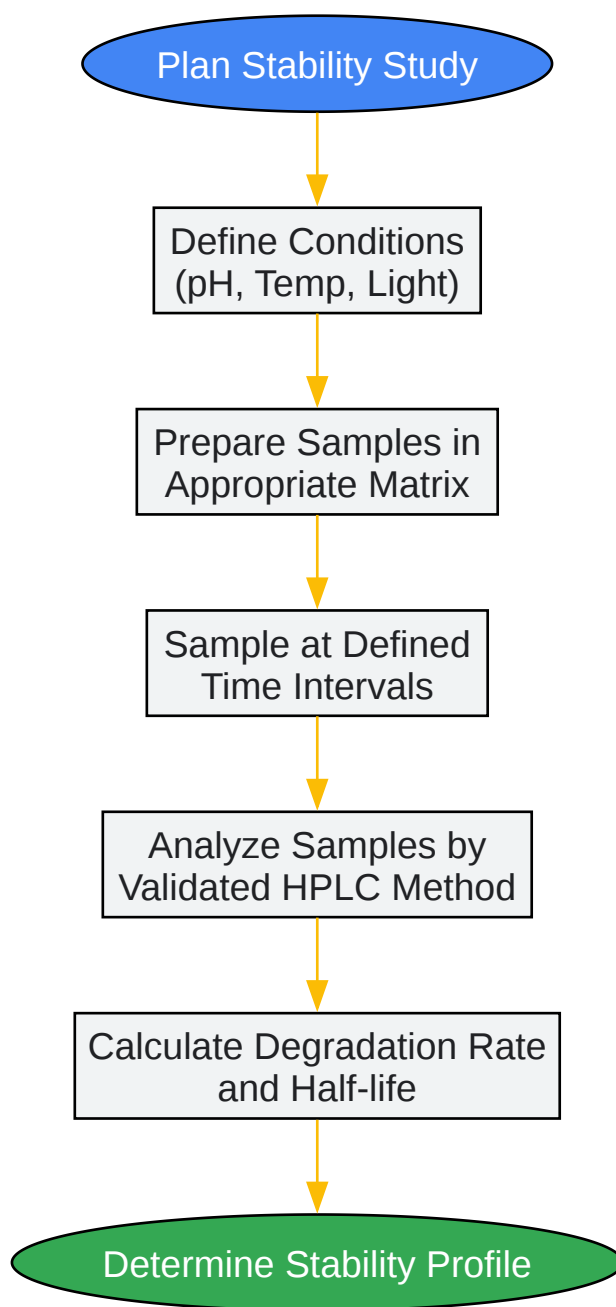 Plan Stability Study
Define Conditions
(pH, Temp, Light)
Prepare Samples in
Appropriate Matrix
Sample at Defined
Time Intervals
Analyze Samples by
Validated HPLC Method
Calculate Degradation Rate
and Half-life
Determine Stability Profile